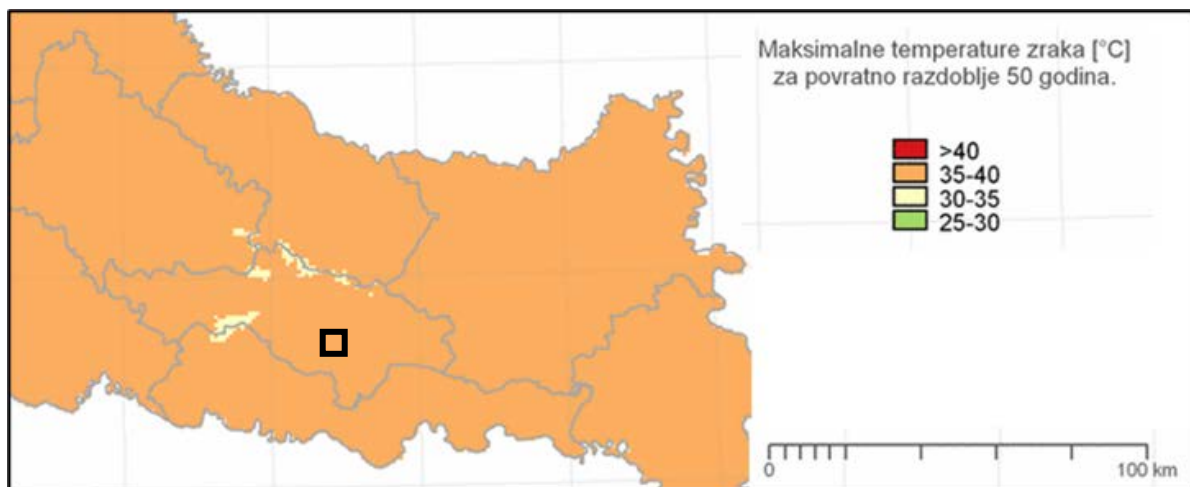 Maksimalne temperature zraka [°C]
za povratno razdoblje 50 godina.
>40
35-40
30-35
25-30
0 100 km